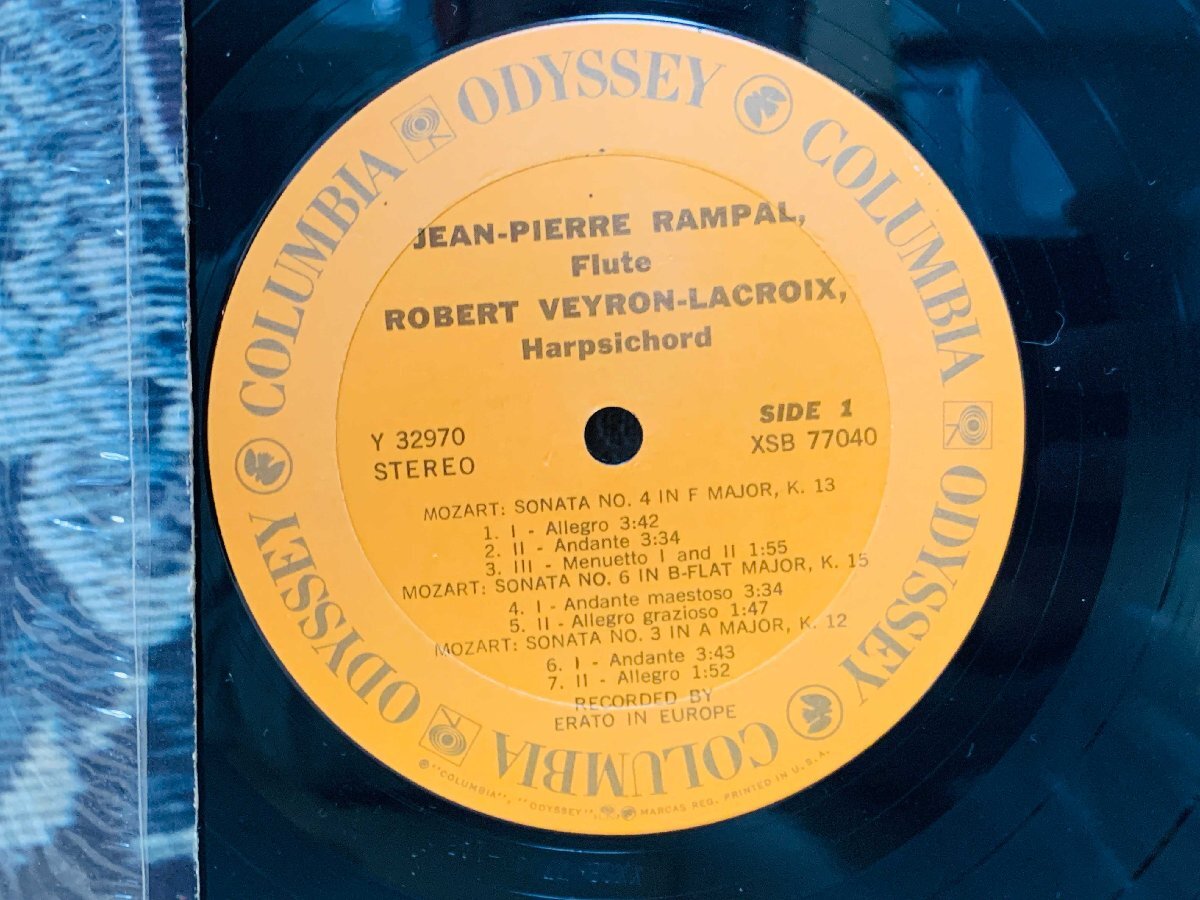 COLUMBIA ODYSSEY COLUMBIA ODYSSEY COLUMBIA ODYSSEY
JEAN-PIERRE RAMPAL,
Flute
ROBERT VEYRON-LACROIX,
Harpsichord
Y 32970
STEREO
SIDE 1
XSB 77040
MOZART: SONATA NO. 4 IN F MAJOR, K. 13
1. I - Allegro 3:42
2. II - Andante 3:34
3. III - Menuetto I and II 1:55
MOZART: SONATA NO. 6 IN B-FLAT MAJOR, K. 15
4. I - Andante maestoso 3:34
5. II - Allegro grazioso 1:47
MOZART: SONATA NO. 3 IN A MAJOR, K. 12
6. I - Andante 3:43
7. II - Allegro 1:52
RECORDED BY
ERATO IN EUROPE
"COLUMBIA", "ODYSSEY", MARCAS REG. PRINTED IN U.S.A.